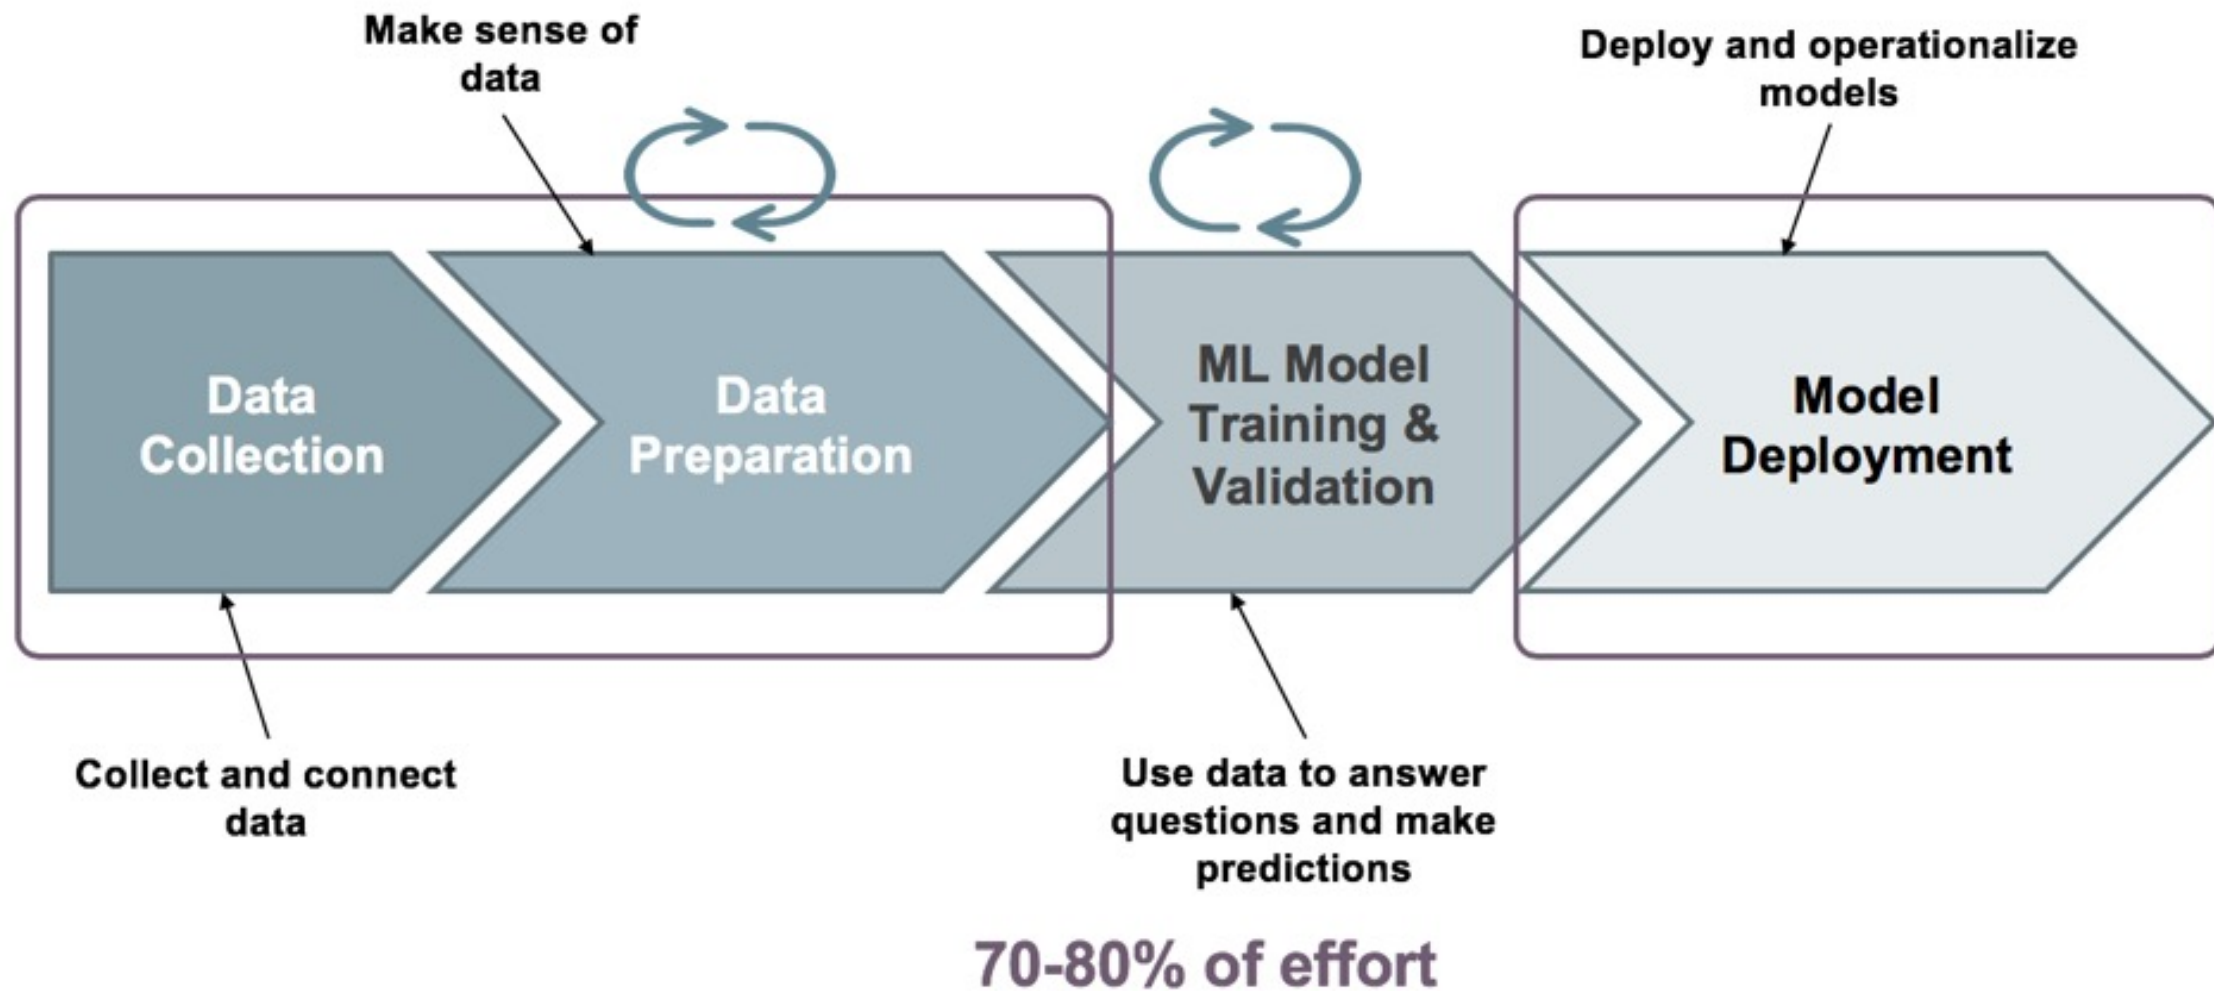 Make sense of
data
Deploy and operationalize
models
Data
Collection
Data
Preparation
ML Model
Training &
Validation
Model
Deployment
Collect and connect
data
Use data to answer
questions and make
predictions
70-80% of effort